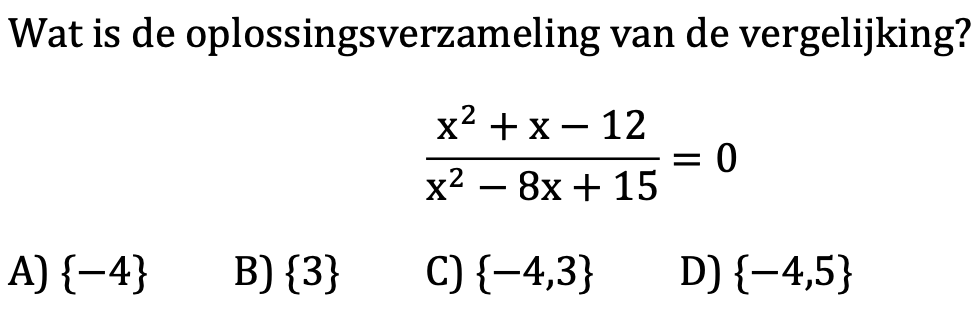 Wat is de oplossingsverzameling van de vergelijking?
x² + x − 12
x² − 8x + 15
= 0
A) {−4} B) {3} C) {−4,3} D) {−4,5}